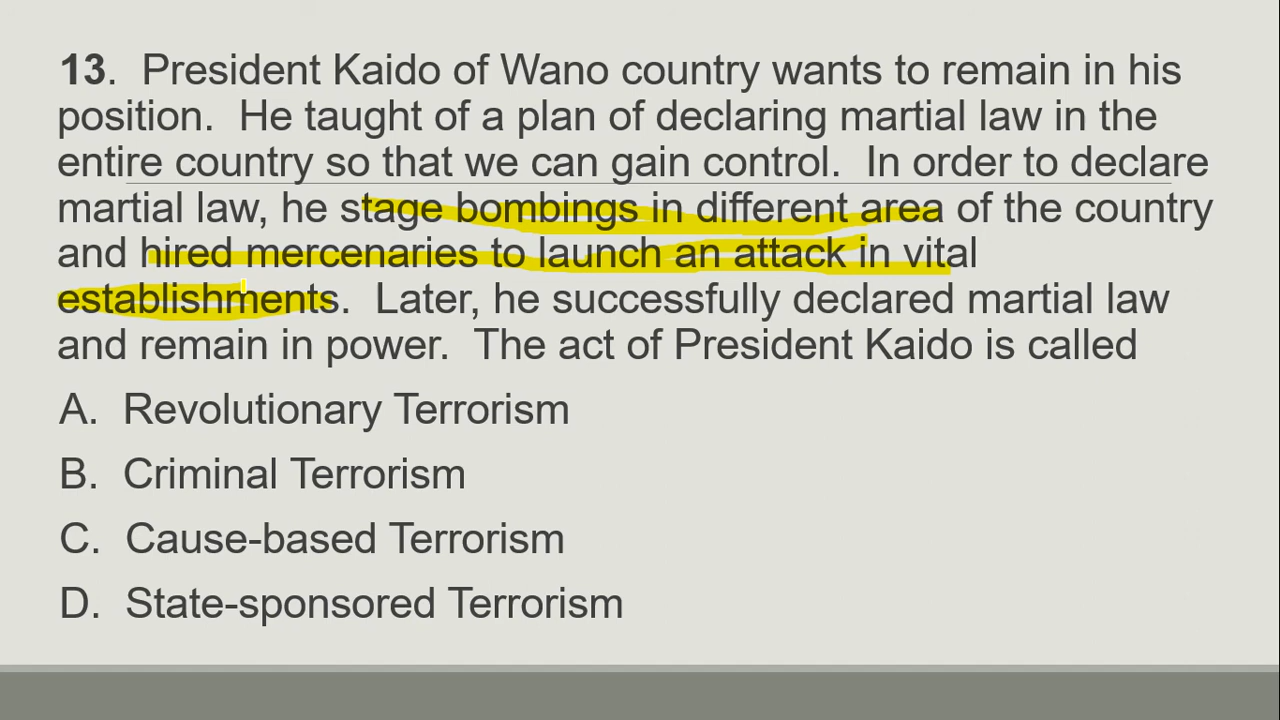 13. President Kaido of Wano country wants to remain in his
position. He taught of a plan of declaring martial law in the
entire country so that we can gain control. In order to declare
martial law, he stage bombings in different area of the country
and hired mercenaries to launch an attack in vital
establishments. Later, he successfully declared martial law
and remain in power. The act of President Kaido is called
A. Revolutionary Terrorism
B. Criminal Terrorism
C. Cause-based Terrorism
D. State-sponsored Terrorism